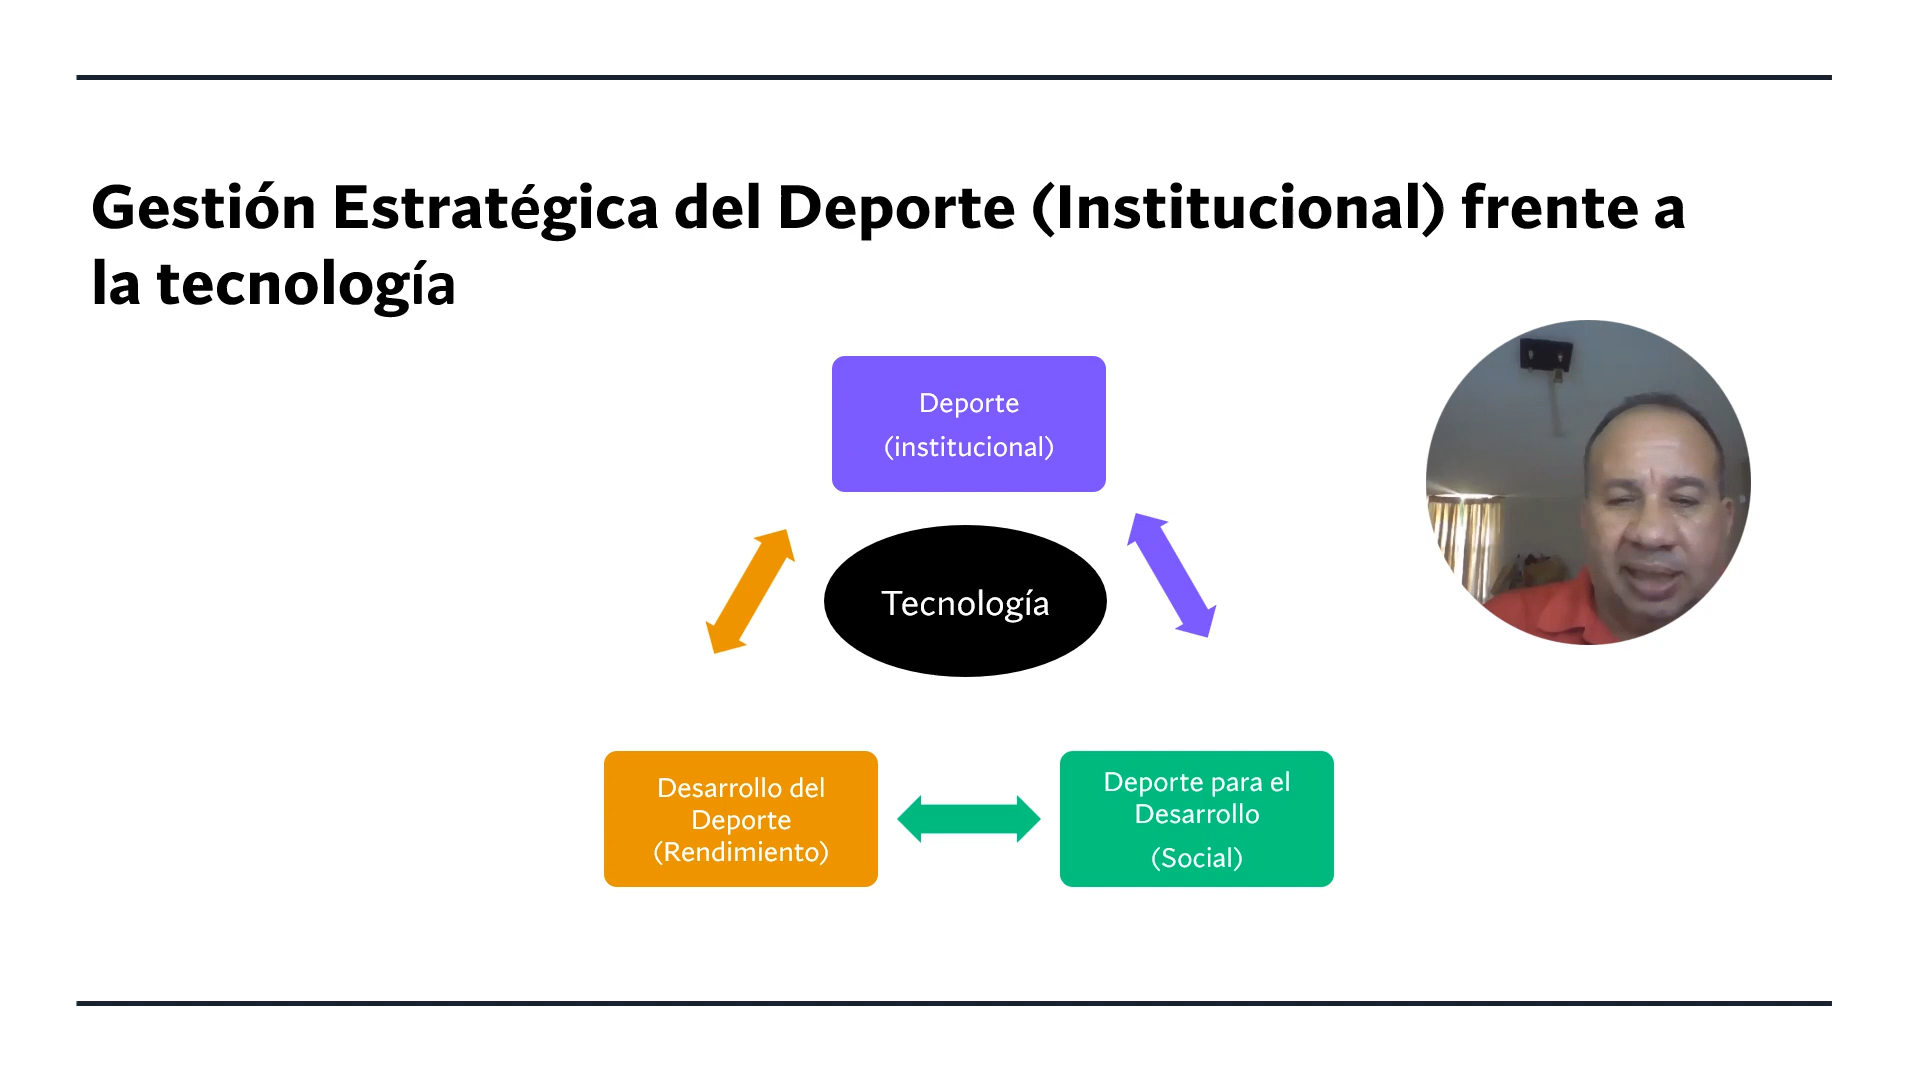 Gestión Estratégica del Deporte (Institucional) frente a
la tecnología
Deporte
(institucional)
Tecnología
Desarrollo del
Deporte
(Rendimiento)
Deporte para el
Desarrollo
(Social)